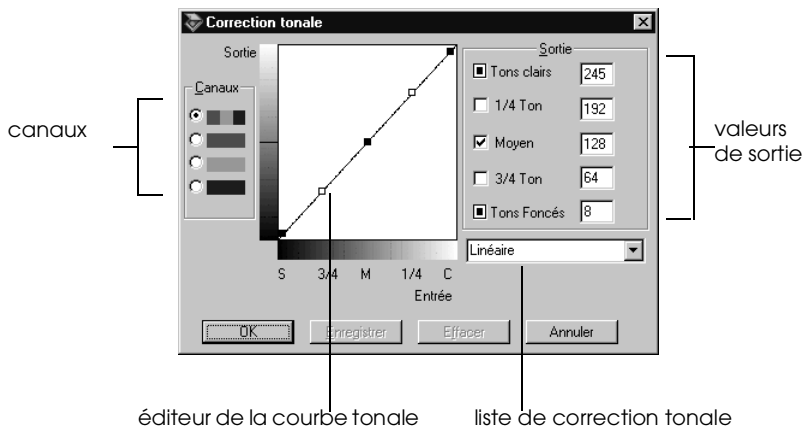 Correction tonale
Sortie
Canaux
Sortie
Tons clairs 245
1/4 Ton 192
Moyen 128
3/4 Ton 64
Tons Foncés 8
Linéaire
S 3/4 M 1/4 C
Entrée
OK Enregistrer Effacer Annuler
canaux
valeurs
de sortie
éditeur de la courbe tonale
liste de correction tonale